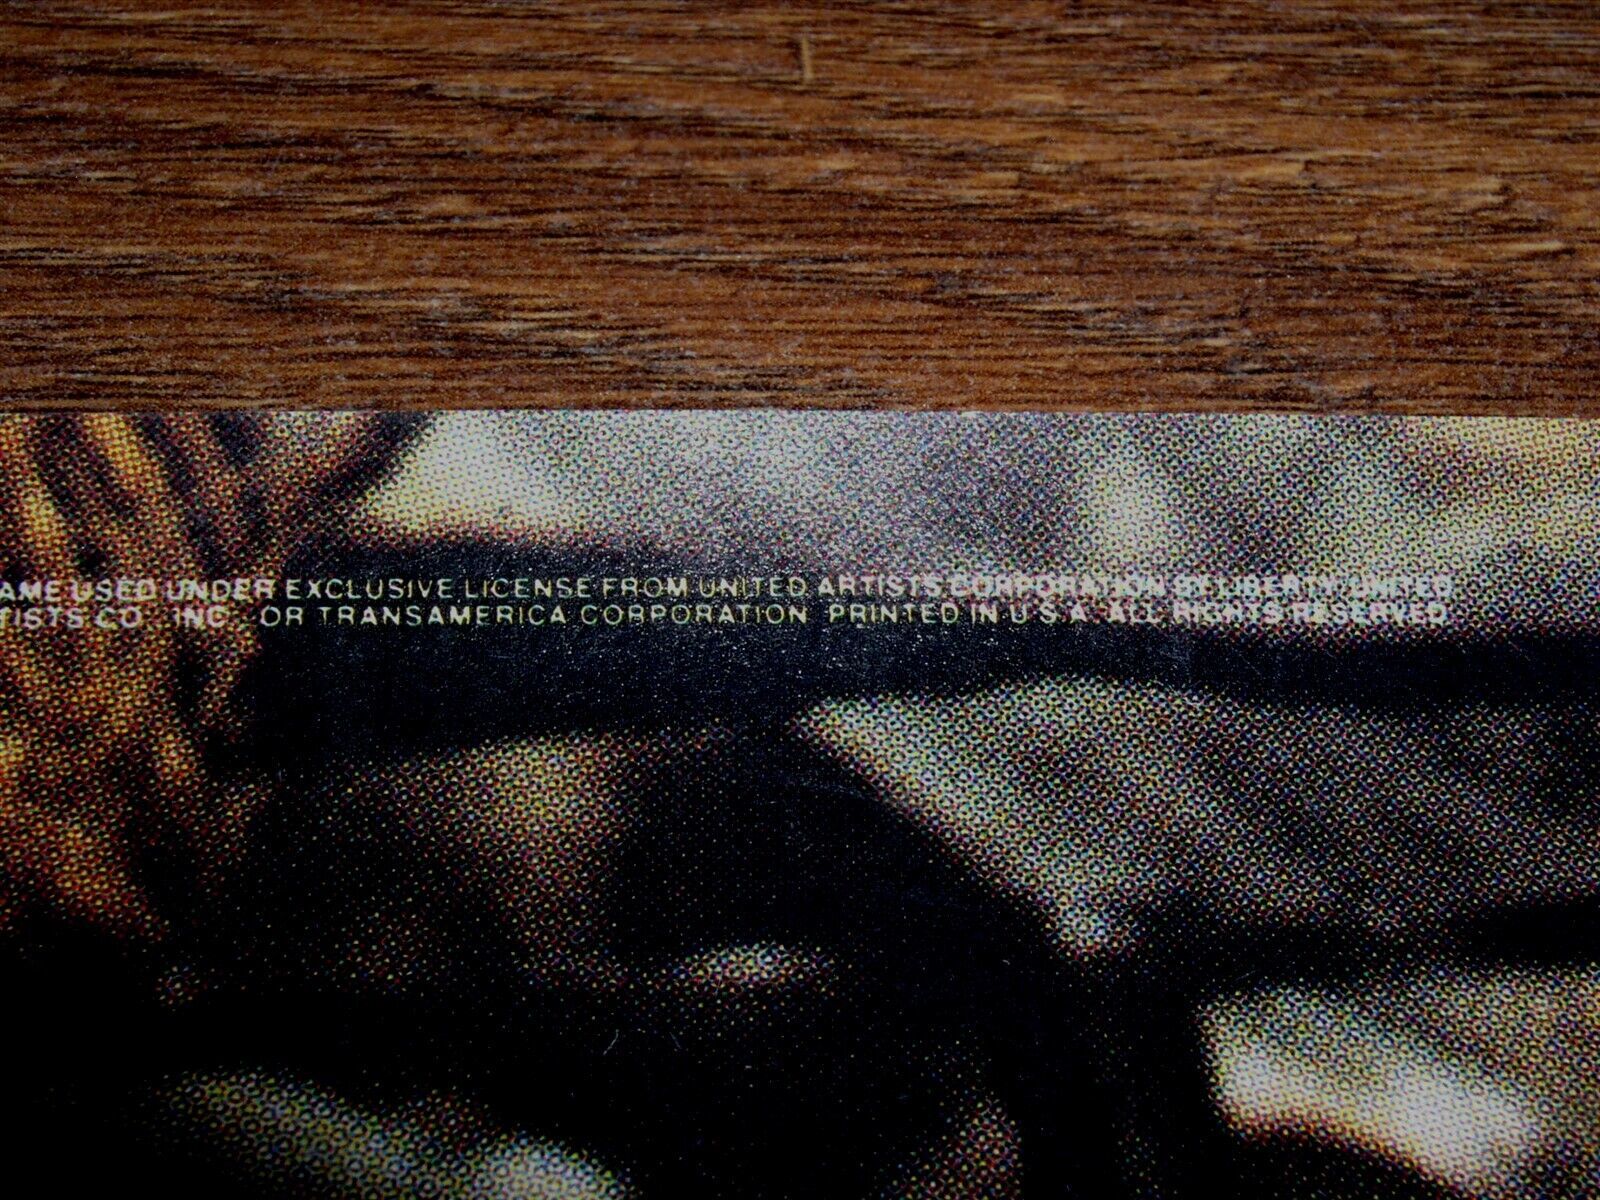 AME USED UNDER EXCLUSIVE LICENSE FROM UNITED ARTISTS CORPORATION BY LIBERTY UNITED
TISTS CO. INC. OR TRANSAMERICA CORPORATION PRINTED IN U.S.A. ALL RIGHTS RESERVED